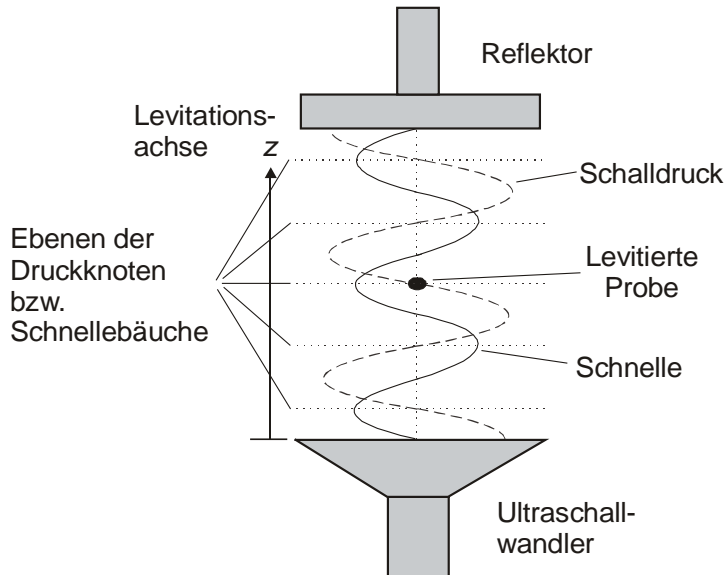 Reflektor
Levitations-
achse
z
Schalldruck
Ebenen der
Druckknoten
bzw.
Schnellebäuche
Levitierte
Probe
Schnelle
Ultraschall-
wandler